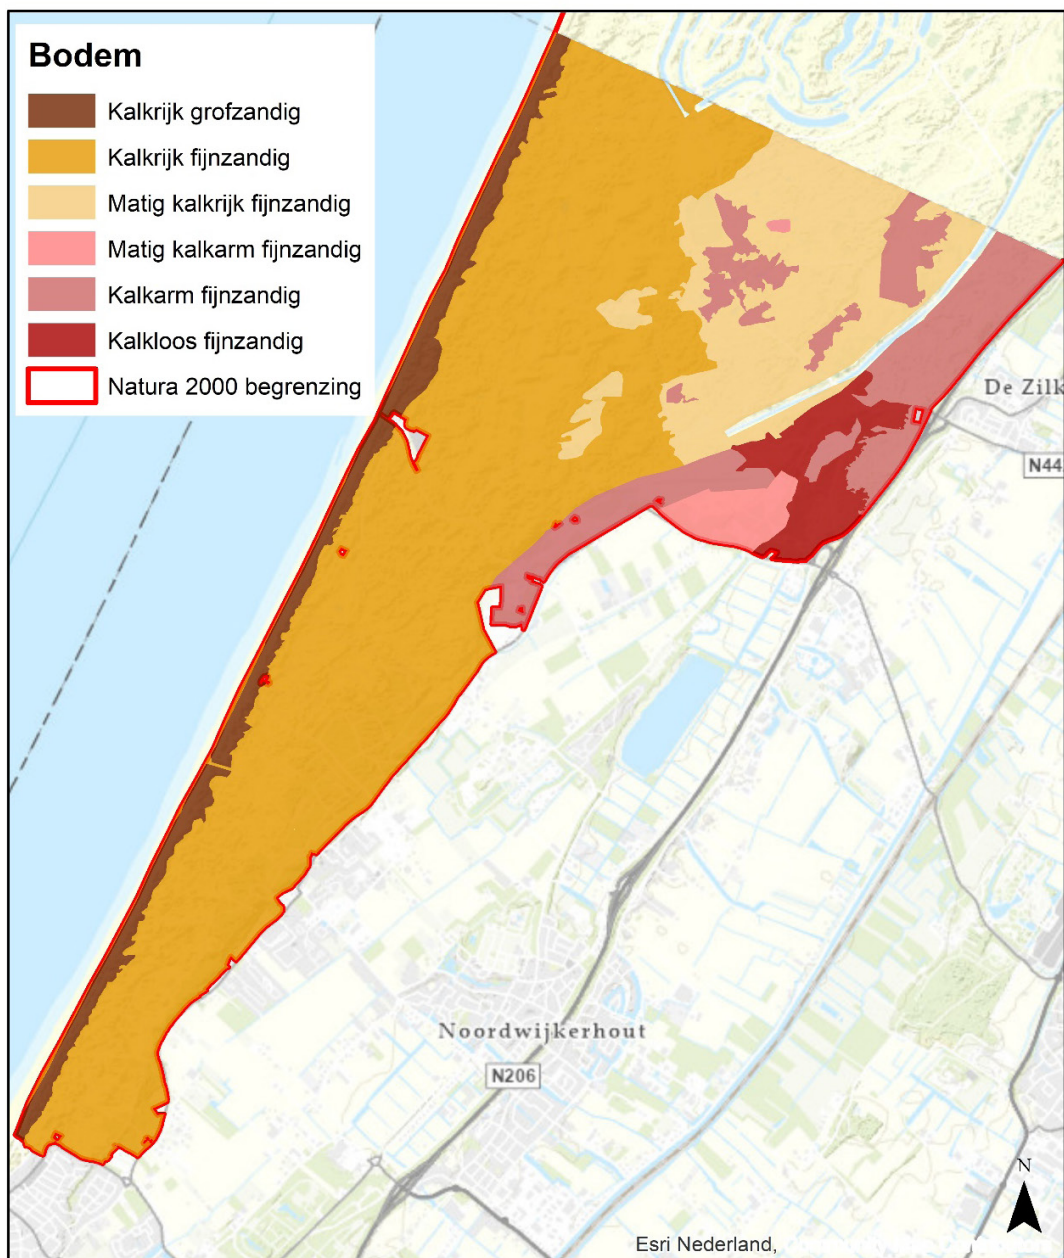 Bodem
Kalkrijk grofzandig
Kalkrijk fijnzandig
Matig kalkrijk fijnzandig
Matig kalkarm fijnzandig
Kalkarm fijnzandig
Kalkloos fijnzandig
Natura 2000 begrenzing
De Zilk
N44
Noordwijkerhout
N206
N
Esri Nederland,